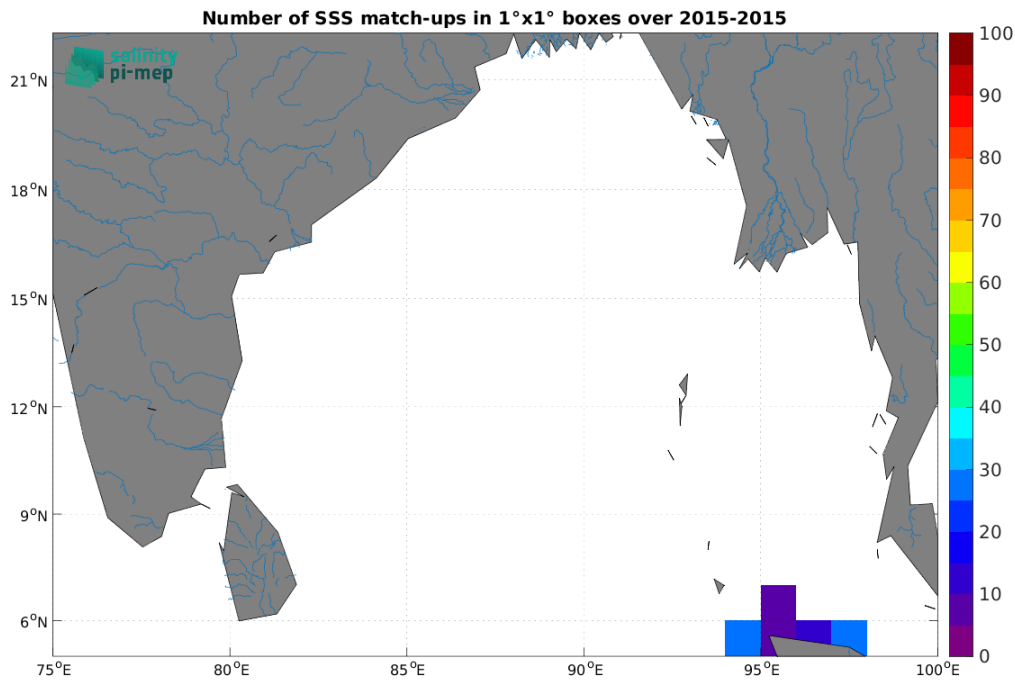 Number of SSS match-ups in 1°x1° boxes over 2015-2015
salinity
pi-mep
21°N
18°N
15°N
12°N
9°N
6°N
75°E 80°E 85°E 90°E 95°E 100°E
100
90
80
70
60
50
40
30
20
10
0